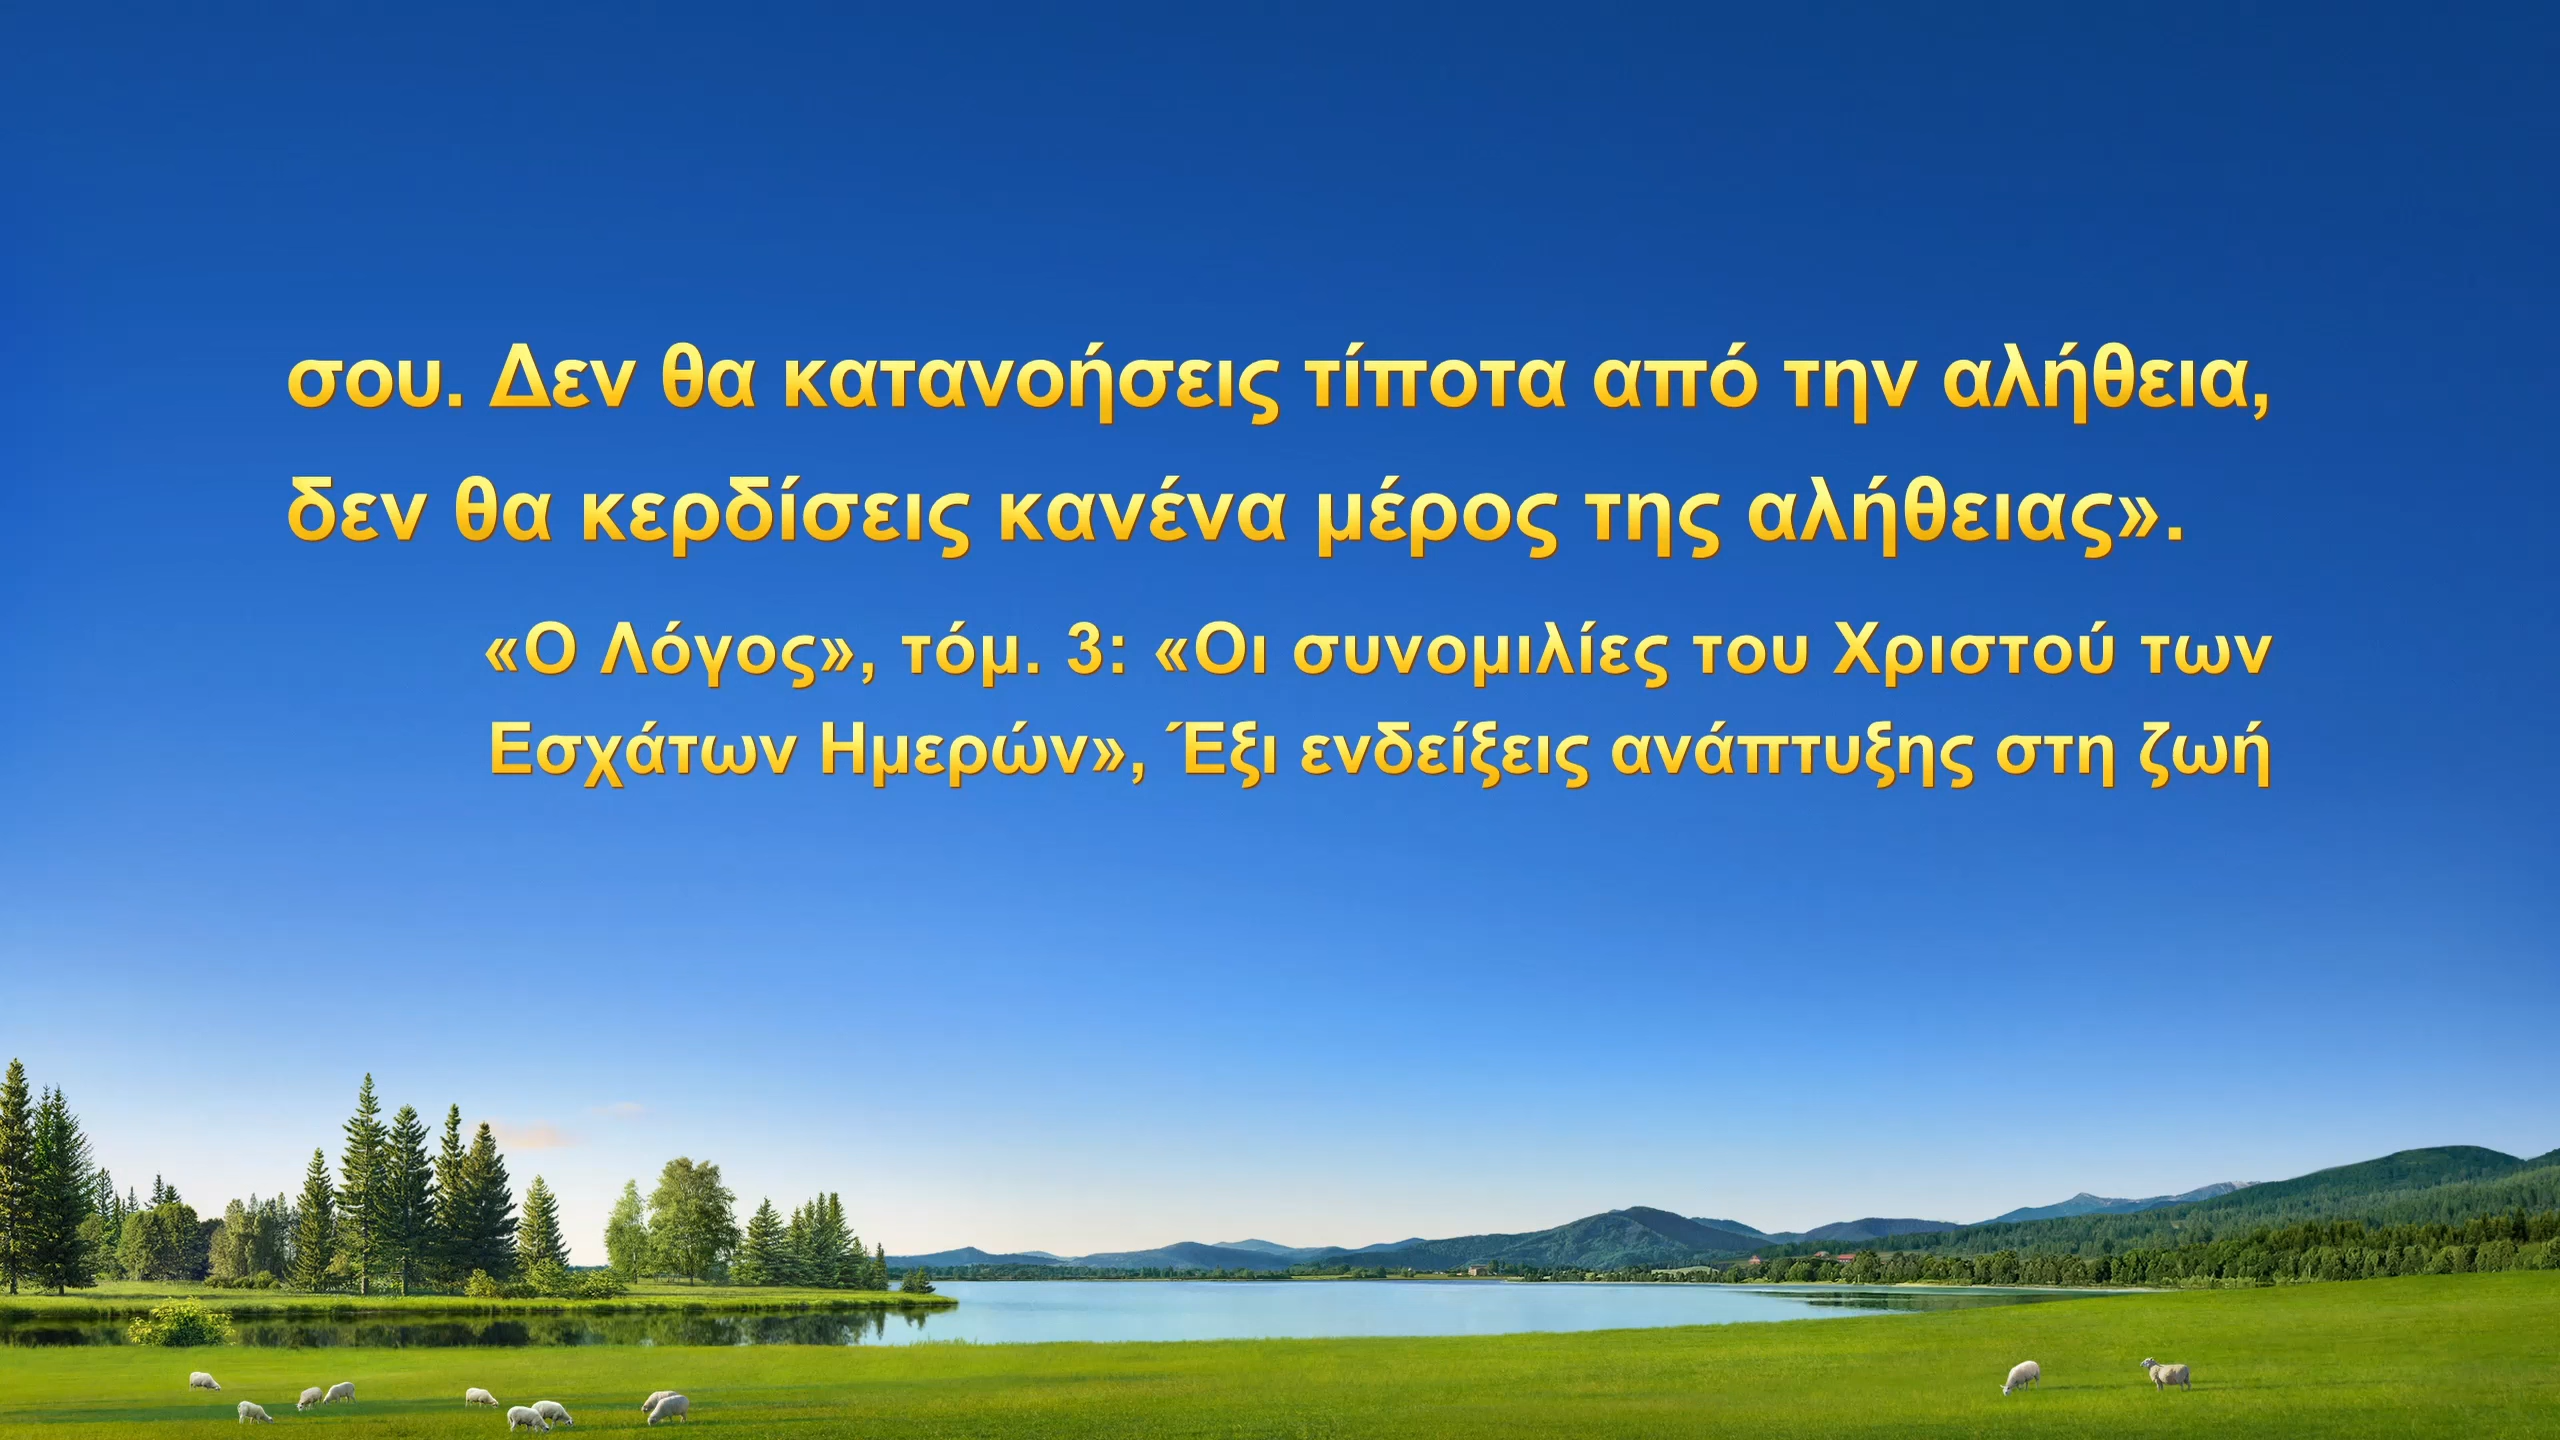 σου. Δεν θα κατανοήσεις τίποτα από την αλήθεια,
δεν θα κερδίσεις κανένα μέρος της αλήθειας».
«Ο Λόγος», τόμ. 3: «Οι συνομιλίες του Χριστού των
Εσχάτων Ημερών», Έξι ενδείξεις ανάπτυξης στη ζωή